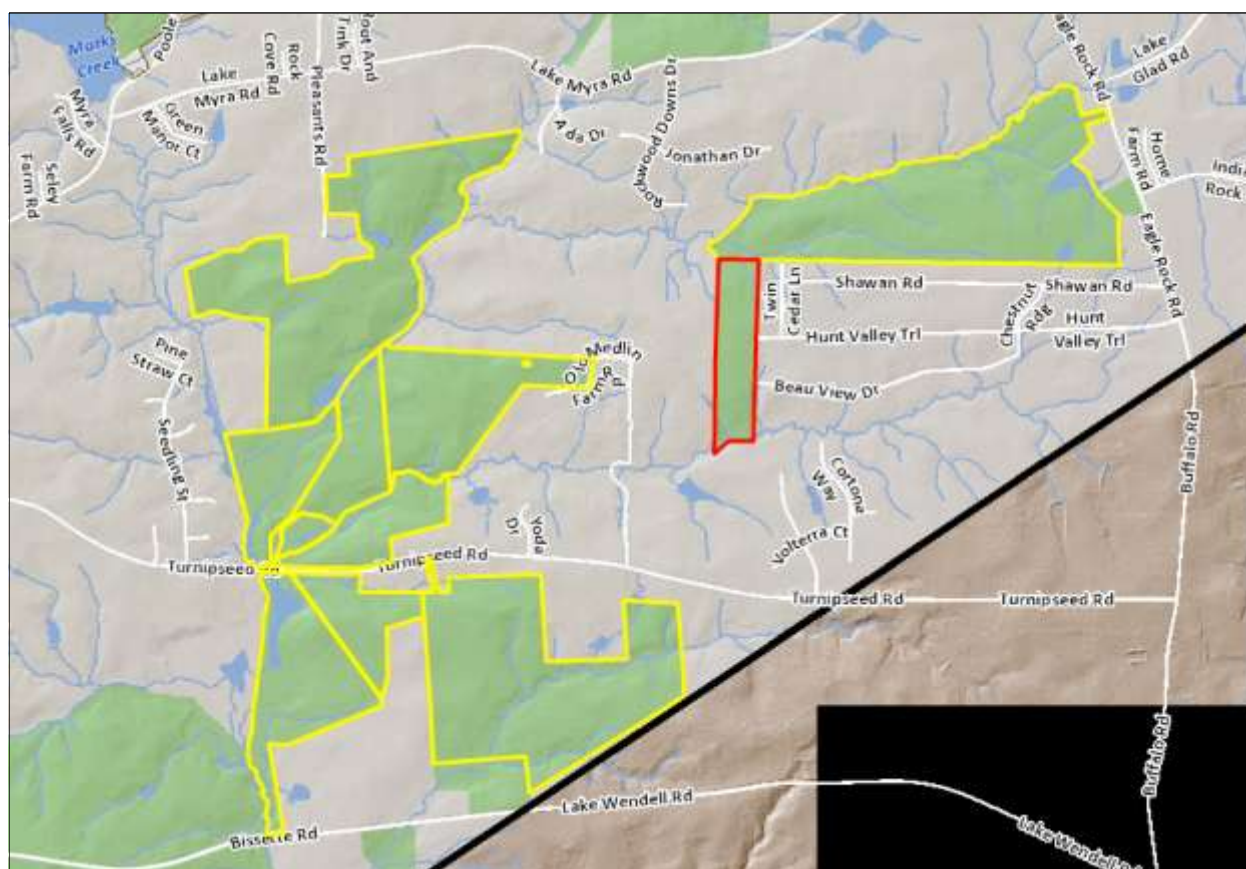 Marks
Creek
Poole
Rock
Cove Rd
Root And
Tink Dr
Pleasants Rd
Lake
Myra Rd
Lake Myra Rd
Eagle Rock Rd
Lake
Glad Rd
Myra
Falls Rd
Green
Manor Ct
Seley
Farm Rd
Ada Dr
Rockwood Downs Dr
Jonathan Dr
Home
Farm Rd
Rock
Eagle Rock Rd
Twin
Cedar Ln
Shawan Rd
Chestnut
Rdg
Shawan Rd
Hunt Valley Trl
Hunt
Valley Trl
Pine
Straw Ct
Old Medlin
Farm
Beau View Dr
Seedling St
Cortona
Way
Volterra Ct
Buffalo Rd
Yoda
Dr
Turnipseed Rd
Turnipseed Rd
Turnipseed Rd
Turnipseed Rd
Buffalo Rd
Lake Wendell Rd
Bissette Rd
Lake Wendell Rd